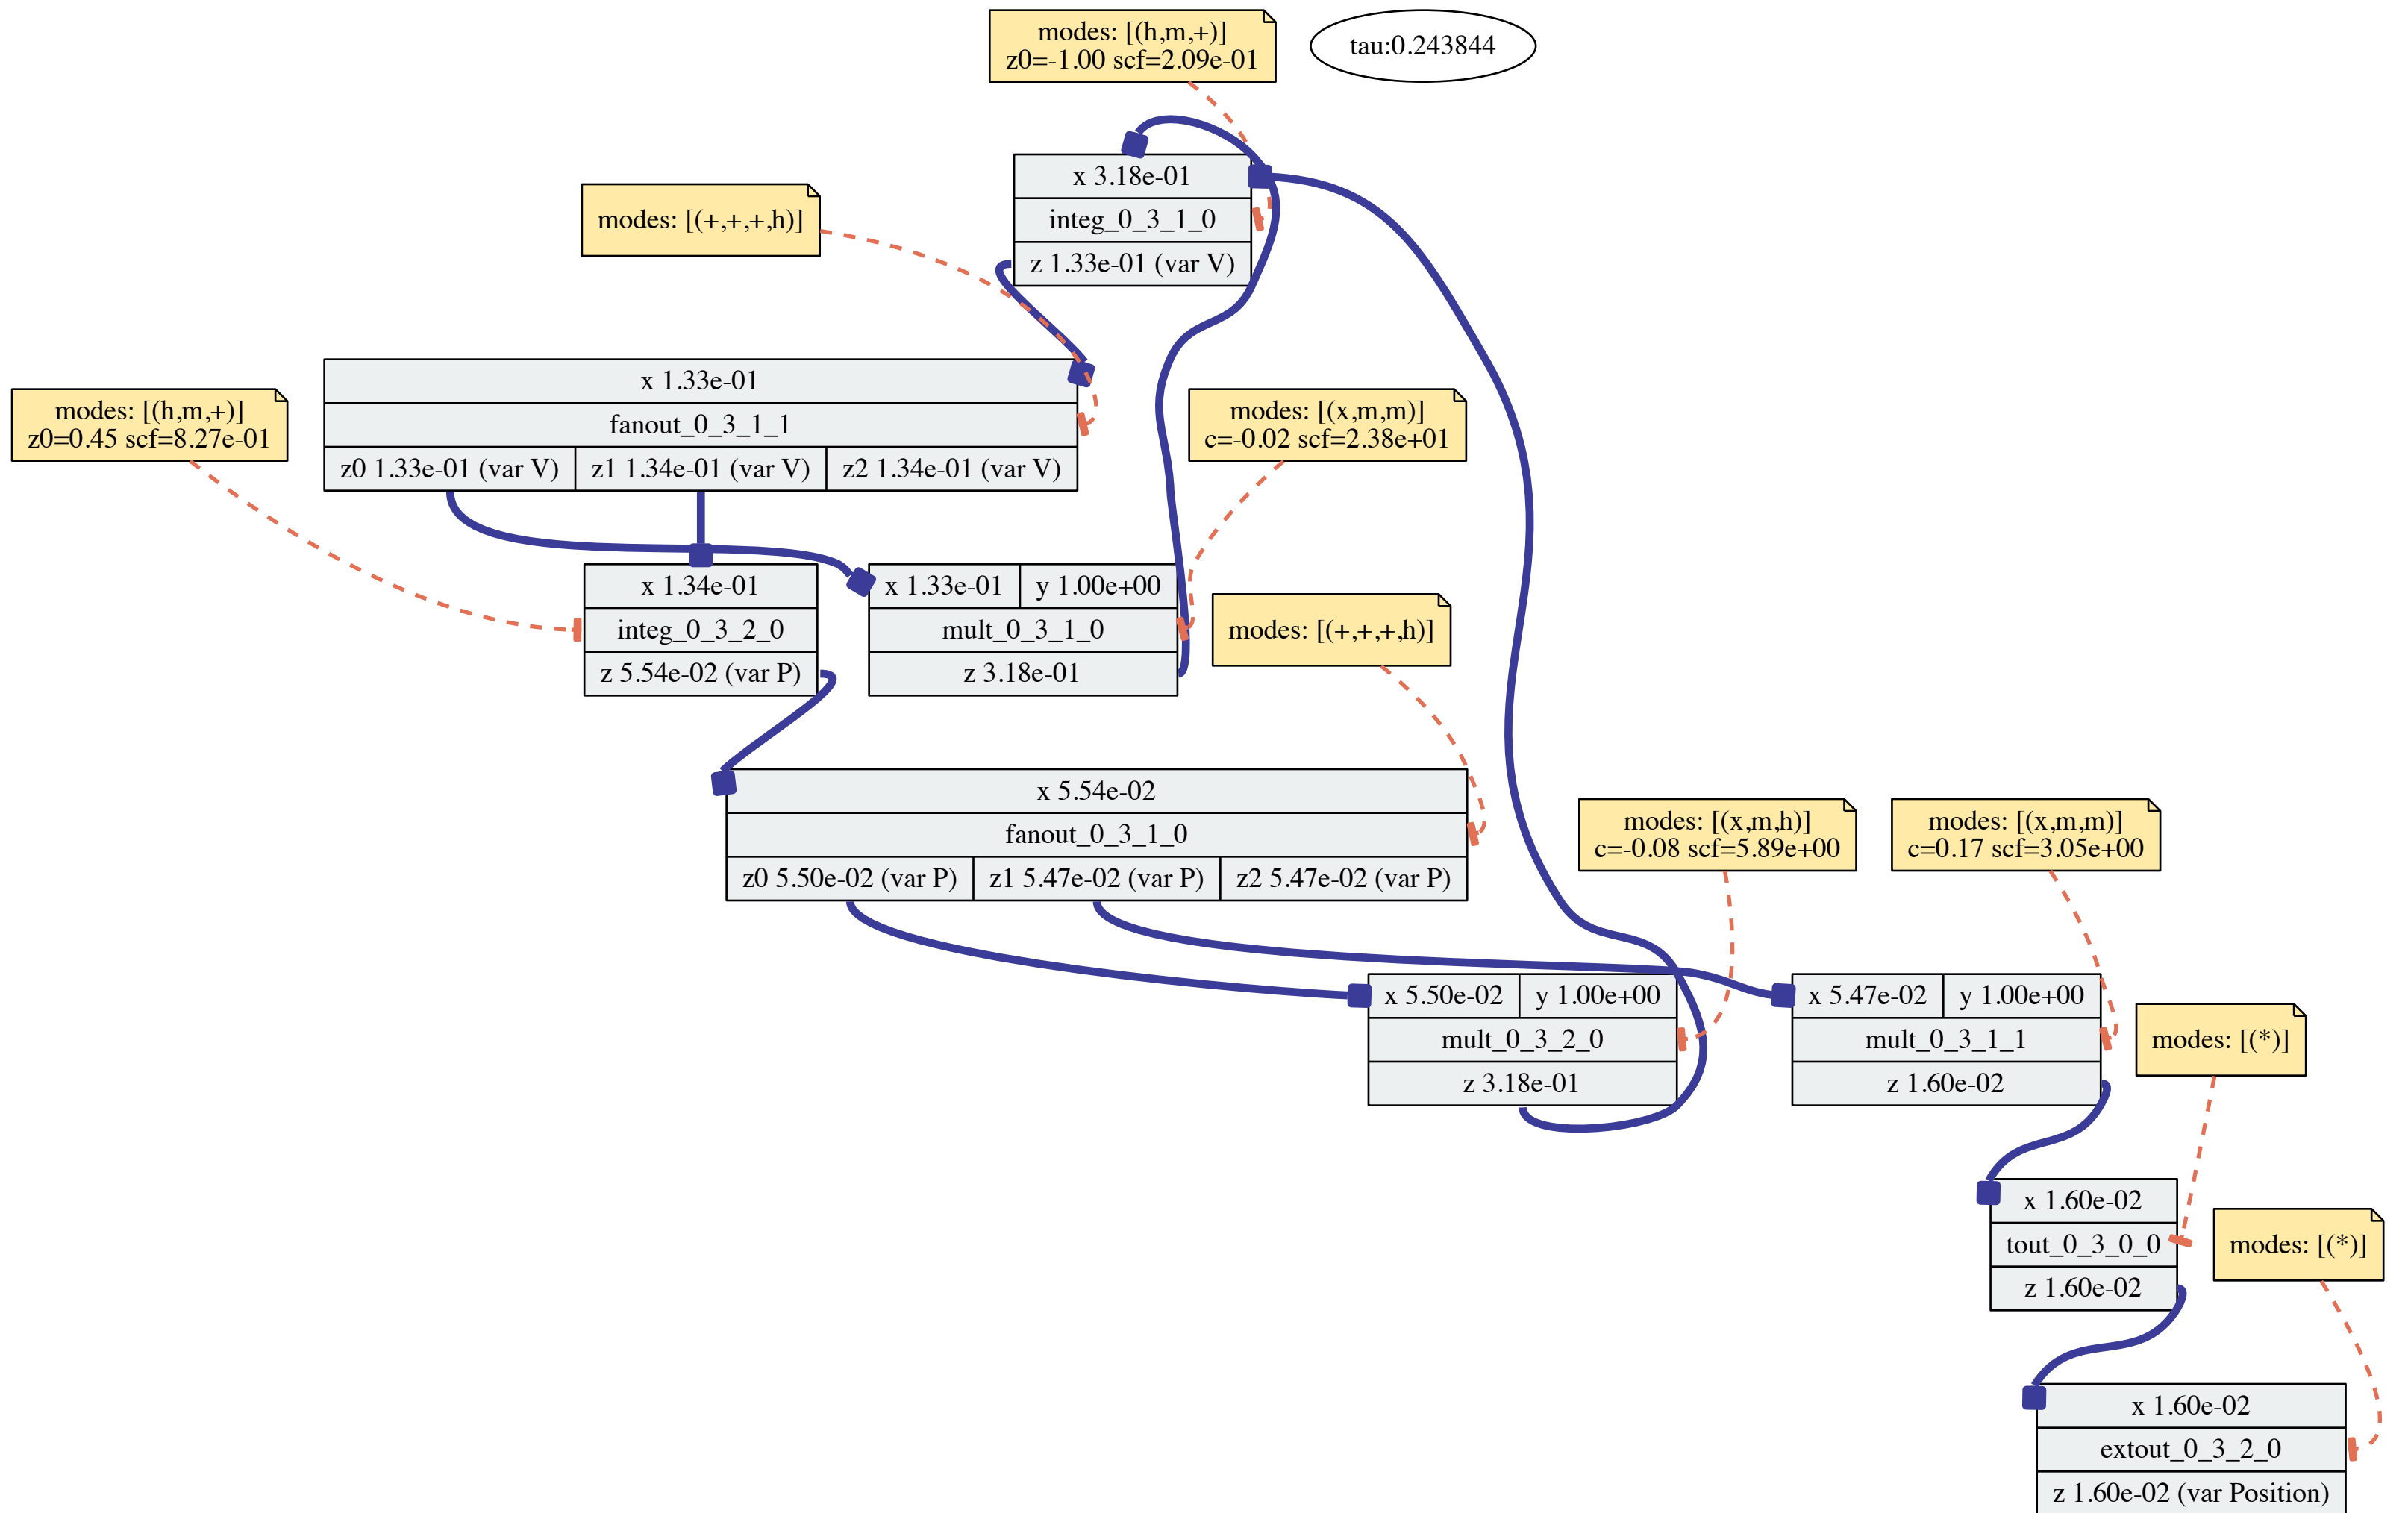 modes: [(h,m,+)]
z0=-1.00 scf=2.09e-01
tau:0.243844
x 3.18e-01
integ_0_3_1_0
z 1.33e-01 (var V)
modes: [(+,+,+,h)]
x 1.33e-01
fanout_0_3_1_1
z0 1.33e-01 (var V) z1 1.34e-01 (var V) z2 1.34e-01 (var V)
modes: [(h,m,+)]
z0=0.45 scf=8.27e-01
modes: [(x,m,m)]
c=-0.02 scf=2.38e+01
x 1.34e-01
integ_0_3_2_0
z 5.54e-02 (var P)
x 1.33e-01 y 1.00e+00
mult_0_3_1_0
z 3.18e-01
modes: [(+,+,+,h)]
x 5.54e-02
fanout_0_3_1_0
z0 5.50e-02 (var P) z1 5.47e-02 (var P) z2 5.47e-02 (var P)
modes: [(x,m,h)]
c=-0.08 scf=5.89e+00
modes: [(x,m,m)]
c=0.17 scf=3.05e+00
x 5.50e-02 y 1.00e+00
mult_0_3_2_0
z 3.18e-01
x 5.47e-02 y 1.00e+00
mult_0_3_1_1
z 1.60e-02
modes: [(*)]
x 1.60e-02
tout_0_3_0_0
z 1.60e-02
modes: [(*)]
x 1.60e-02
extout_0_3_2_0
z 1.60e-02 (var Position)